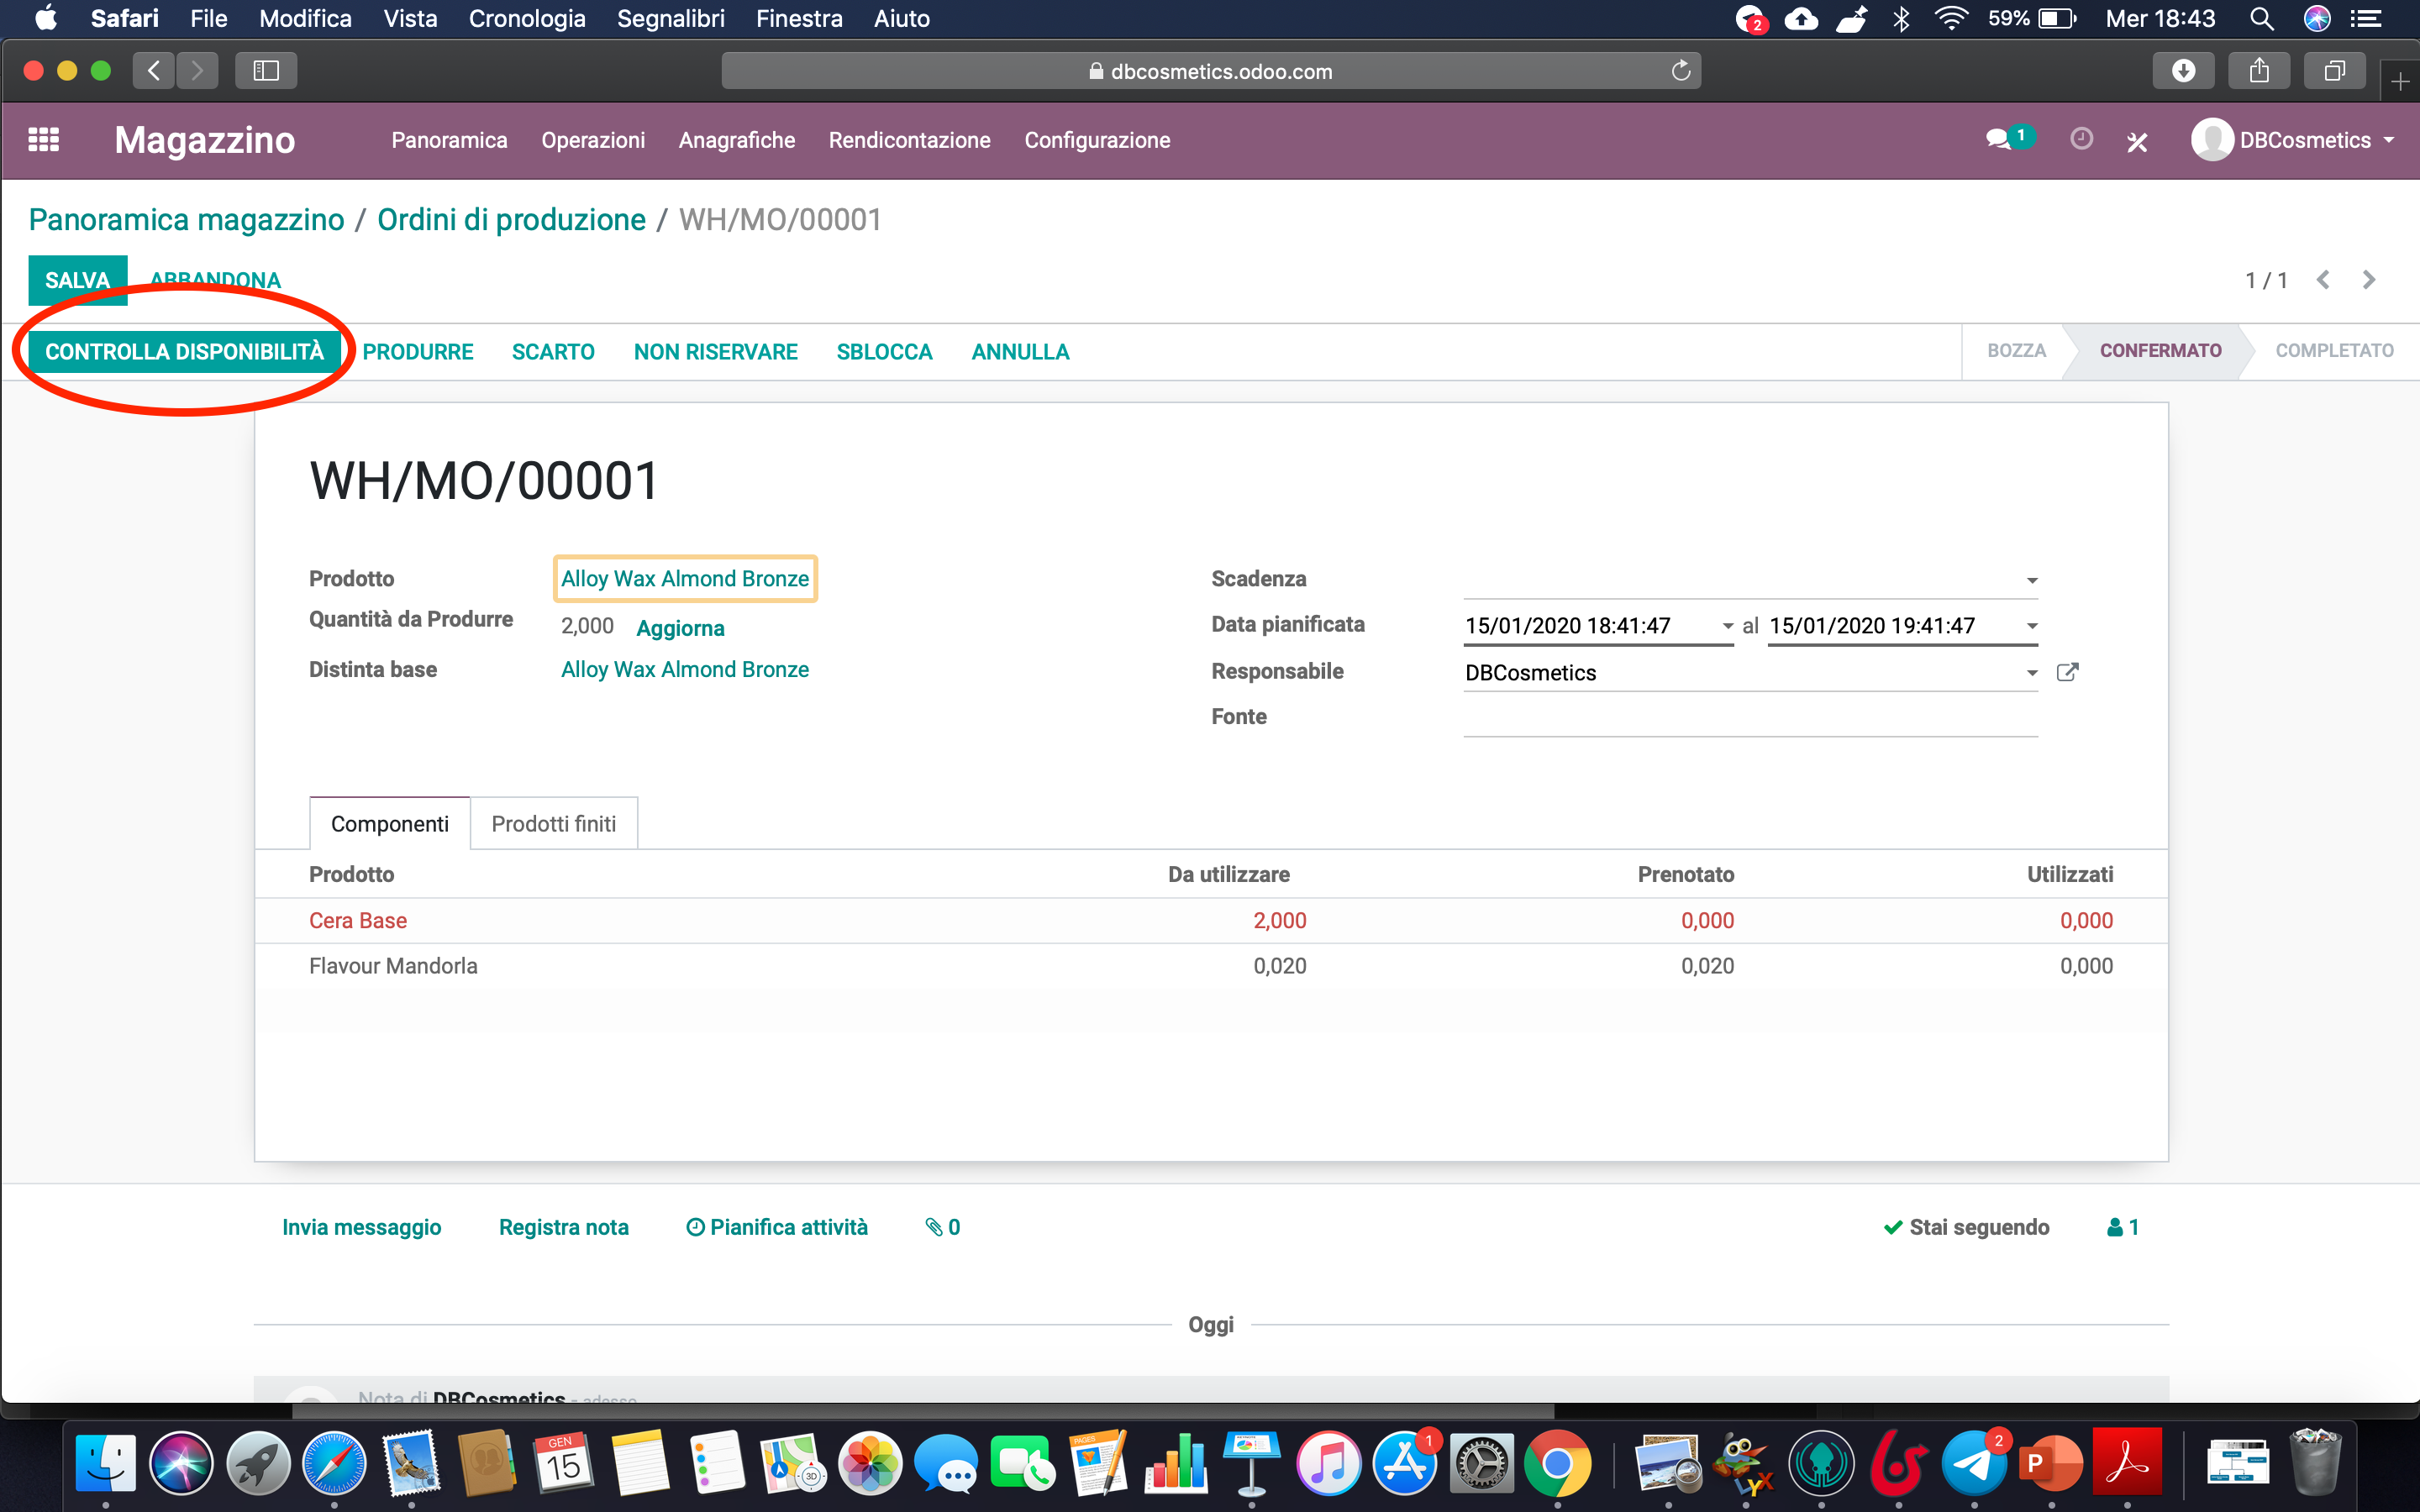 Safari File Modifica Vista Cronologia Segnalibri Finestra Aiuto 2 59% Mer 18:43
dbcosmetics.odoo.com
Magazzino Panoramica Operazioni Anagrafiche Rendicontazione Configurazione 1 DBCosmetics
Panoramica magazzino / Ordini di produzione / WH/MO/00001
SALVA ABBANDONA 1 / 1
CONTROLLA DISPONIBILITÀ PRODURRE SCARTO NON RISERVARE SBLOCCA ANNULLA BOZZA CONFERMATO COMPLETATO
WH/MO/00001
Prodotto Alloy Wax Almond Bronze Scadenza
Quantità da Produrre 2,000 Aggiorna Data pianificata 15/01/2020 18:41:47 al 15/01/2020 19:41:47
Distinta base Alloy Wax Almond Bronze Responsabile DBCosmetics
Fonte
Componenti Prodotti finiti
Prodotto Da utilizzare Prenotato Utilizzati
Cera Base 2,000 0,000 0,000
Flavour Mandorla 0,020 0,020 0,000
Invia messaggio Registra nota Pianifica attività 0 Stai seguendo 1
Oggi
Nota di DBCosmetics - adesso
GEN
15
PAGES
3D
1
LyX
2
P